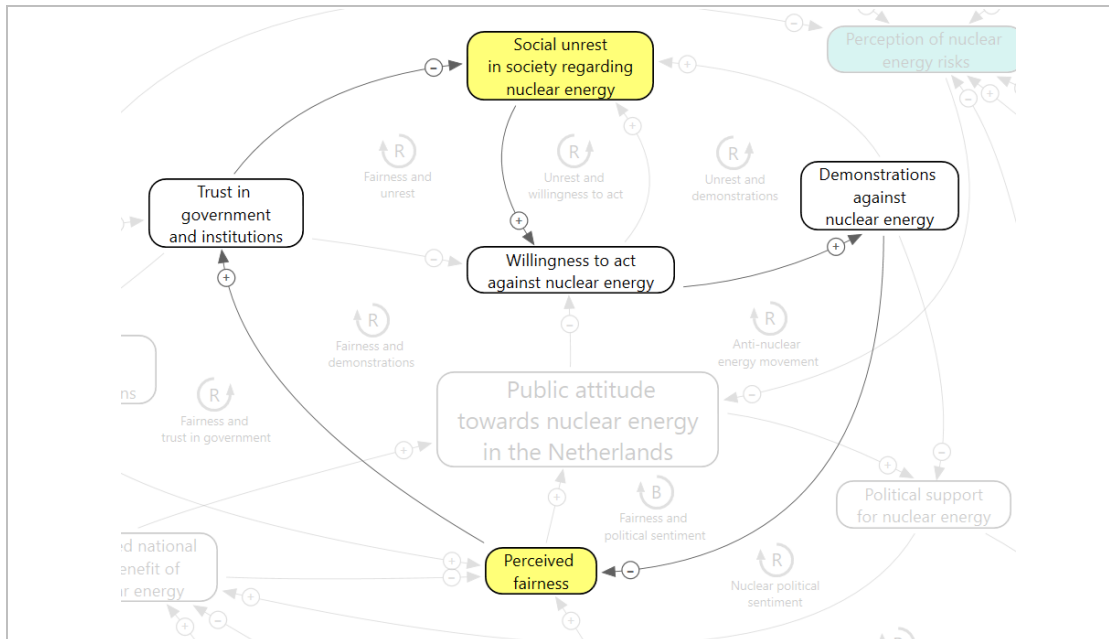 Social unrest
in society regarding
nuclear energy
Perception of nuclear
energy risks
Fairness and
unrest
Unrest and
willingness to act
Unrest and
demonstrations
Demonstrations
against
nuclear energy
Trust in
government
and institutions
Willingness to act
against nuclear energy
R
R
R
R
R
R
Fairness and
demonstrations
Anti-nuclear
energy movement
ns
Fairness and
trust in government
Public attitude
towards nuclear energy
in the Netherlands
B
Fairness and
political sentiment
Political support
for nuclear energy
ed national
enefit of
ar energy
Perceived
fairness
R
Nuclear political
sentiment
R